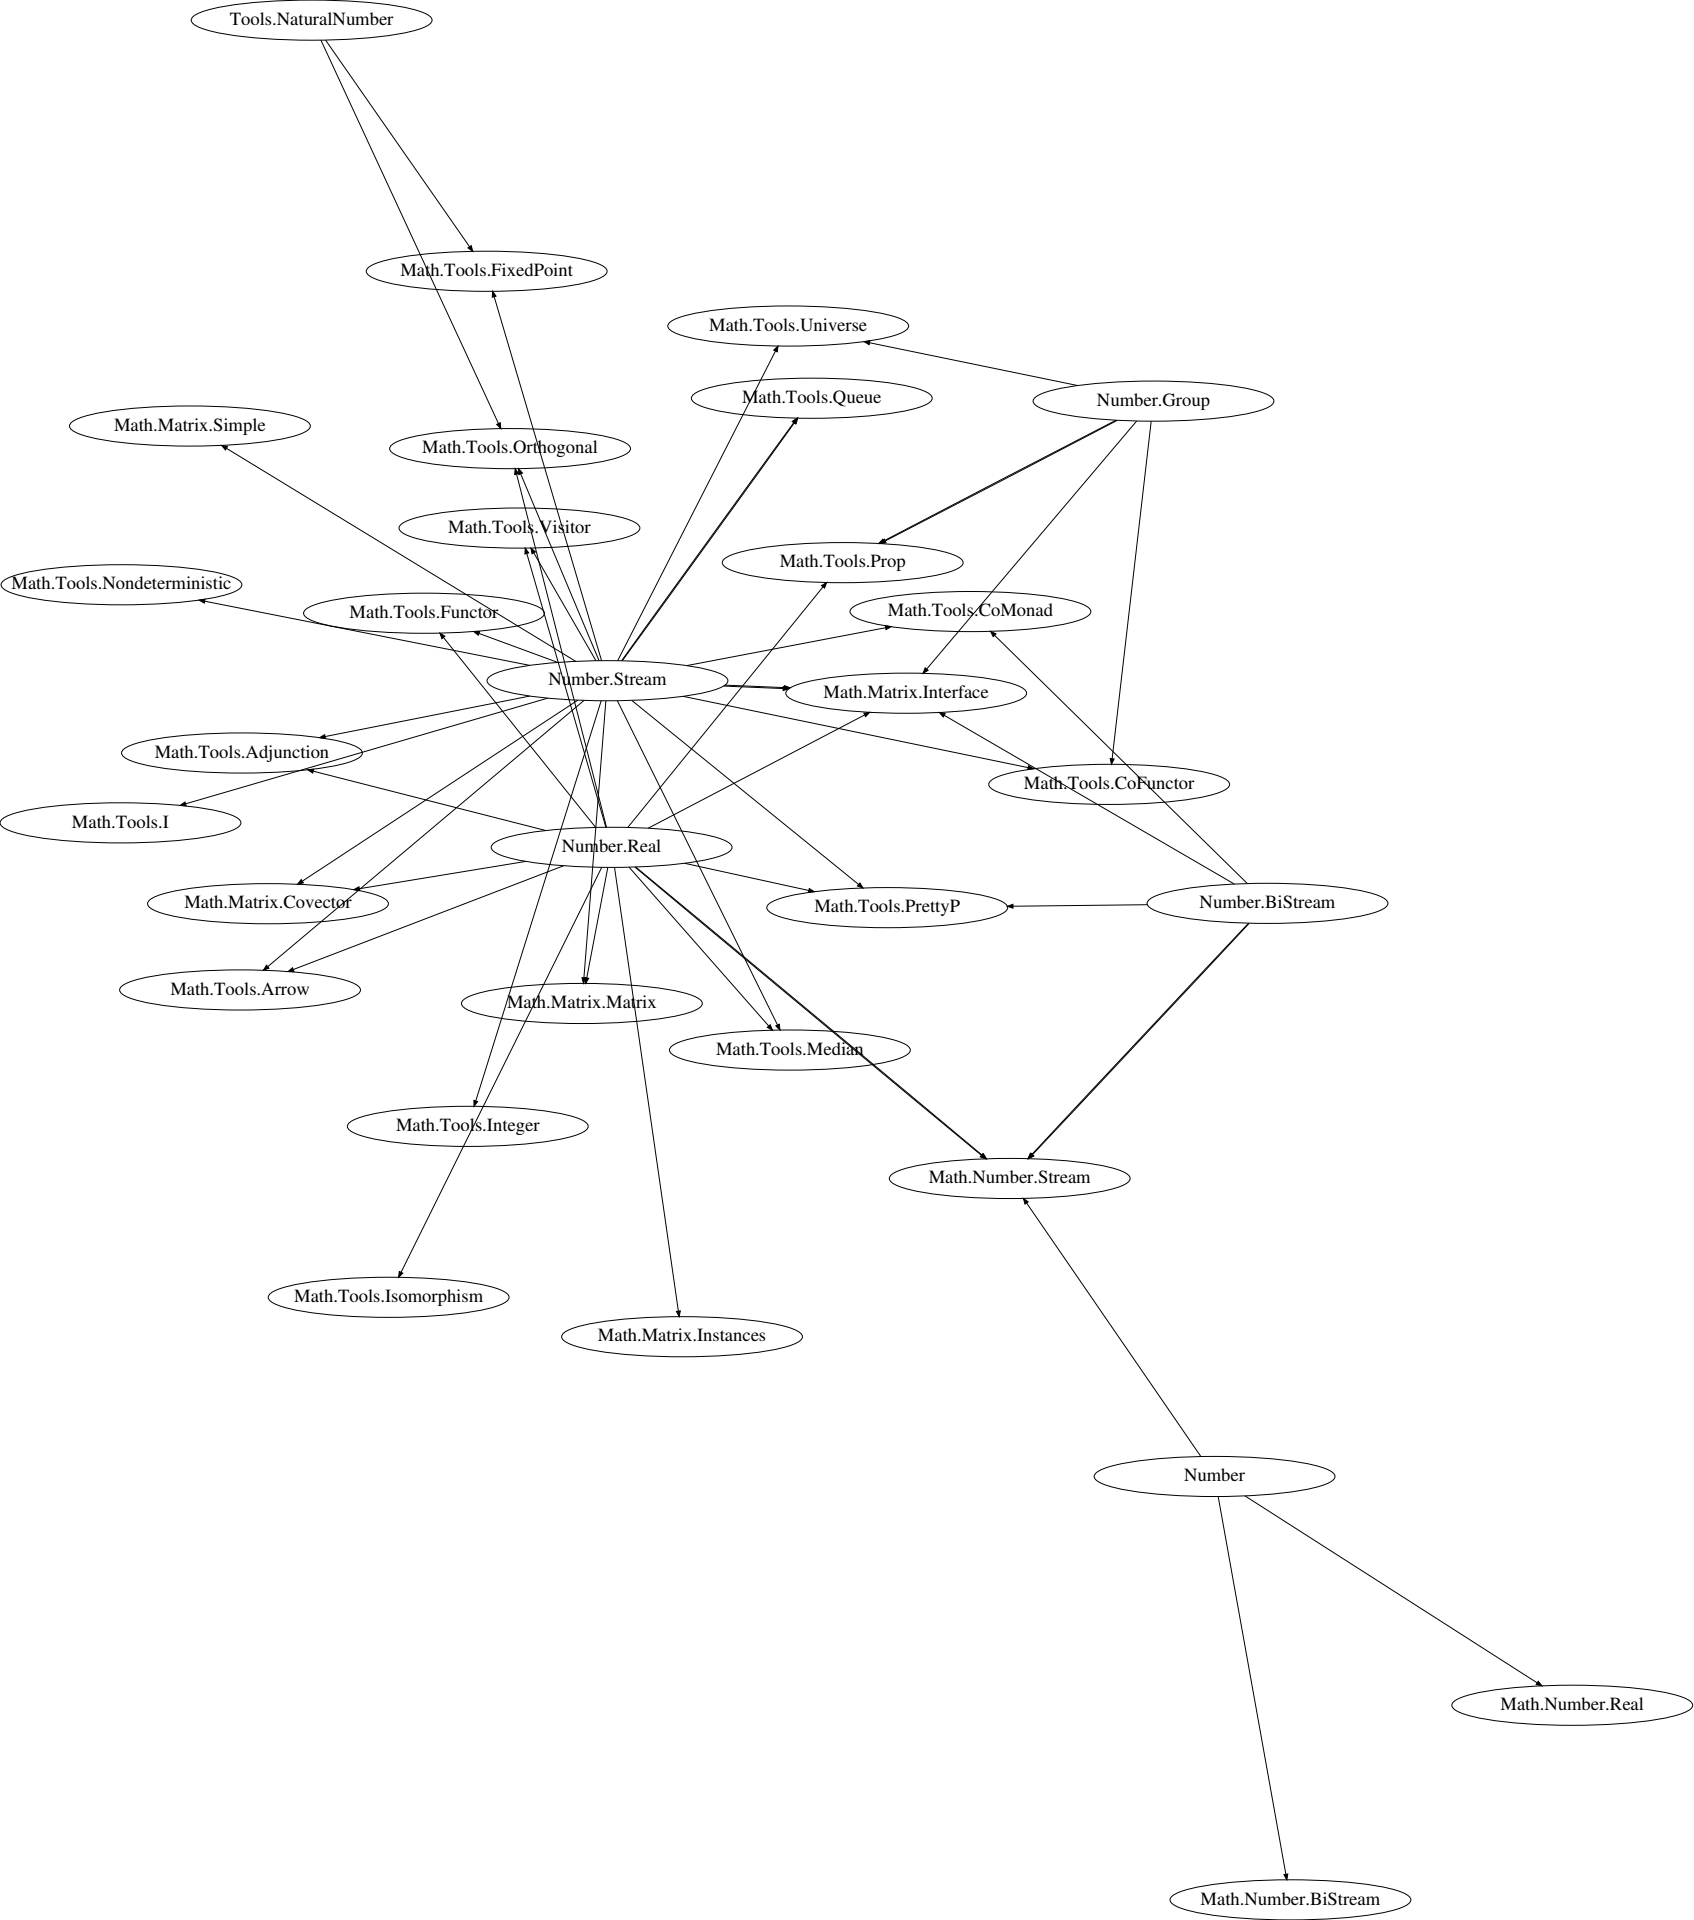 Tools.NaturalNumber
Math.Tools.FixedPoint
Math.Tools.Universe
Math.Tools.Queue
Number.Group
Math.Matrix.Simple
Math.Tools.Orthogonal
Math.Tools.Visitor
Math.Tools.Prop
Math.Tools.Nondeterministic
Math.Tools.Functor
Math.Tools.CoMonad
Number.Stream
Math.Matrix.Interface
Math.Tools.Adjunction
Math.Tools.CoFunctor
Math.Tools.I
Number.Real
Math.Matrix.Covector
Math.Tools.PrettyP
Number.BiStream
Math.Tools.Arrow
Math.Matrix.Matrix
Math.Tools.Median
Math.Tools.Integer
Math.Number.Stream
Math.Tools.Isomorphism
Math.Matrix.Instances
Number
Math.Number.Real
Math.Number.BiStream